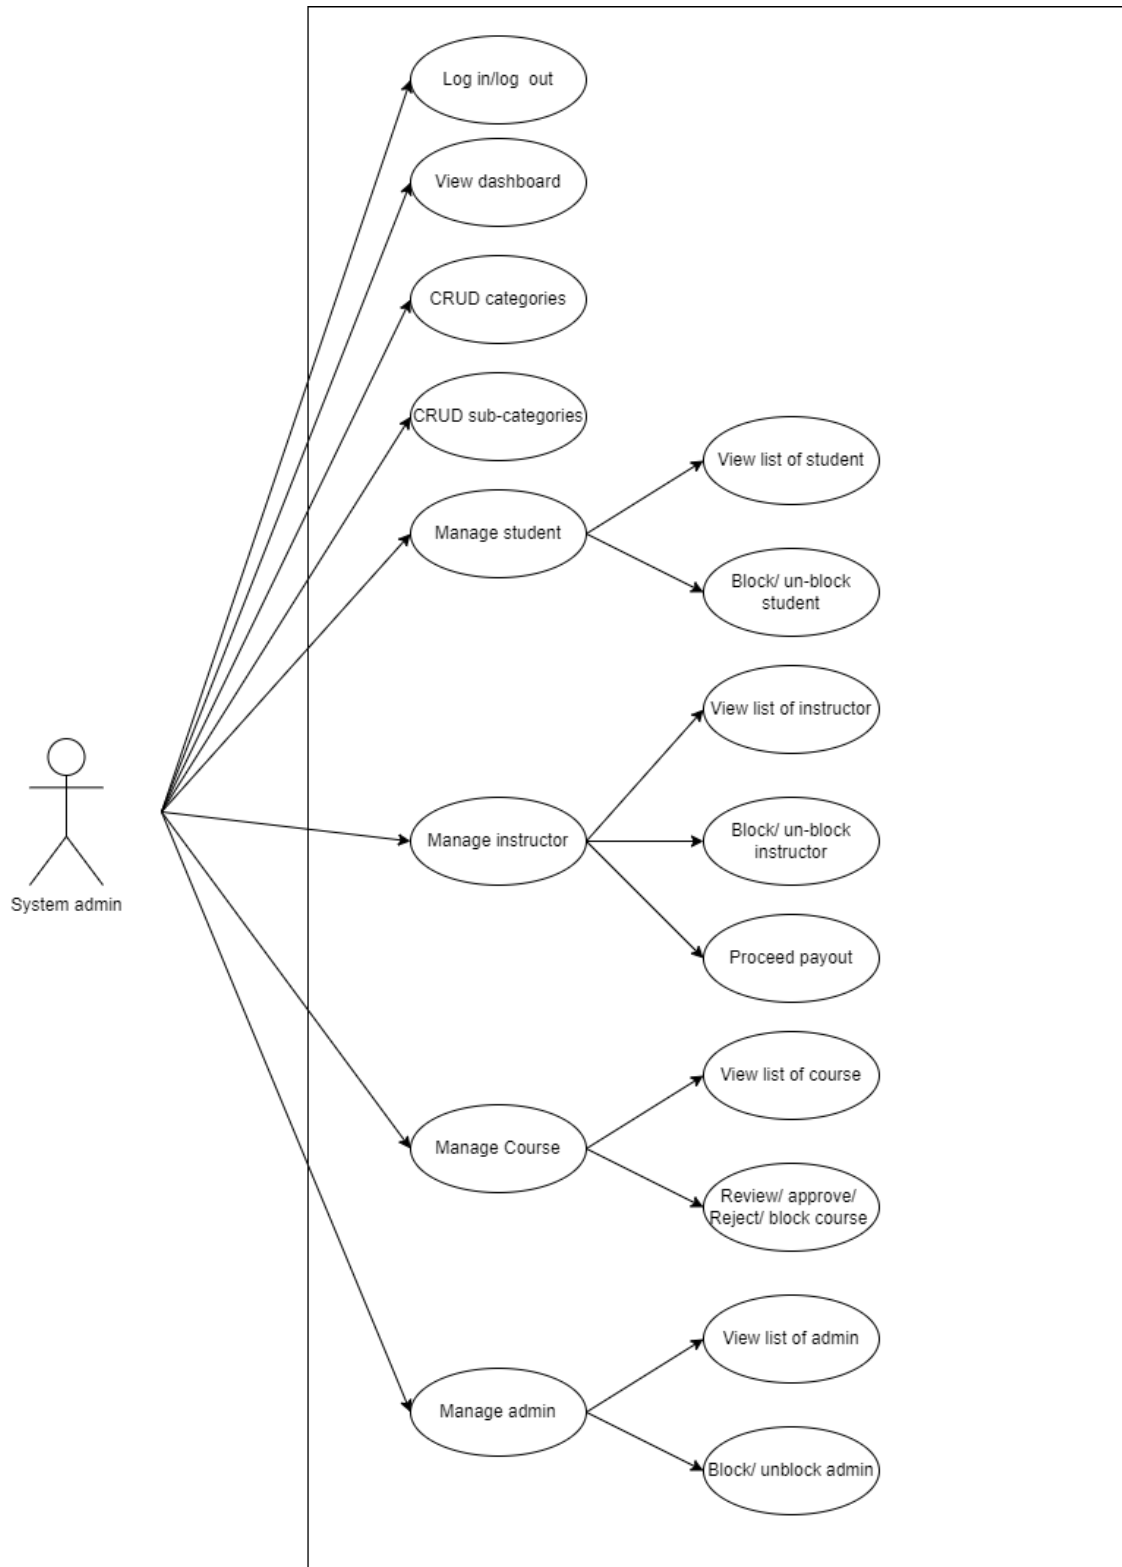 Log in/log out
View dashboard
CRUD categories
CRUD sub-categories
View list of student
Manage student
Block/ un-block
student
View list of instructor
Manage instructor
Block/ un-block
instructor
System admin
Proceed payout
View list of course
Manage Course
Review/ approve/
Reject/ block course
View list of admin
Manage admin
Block/ unblock admin